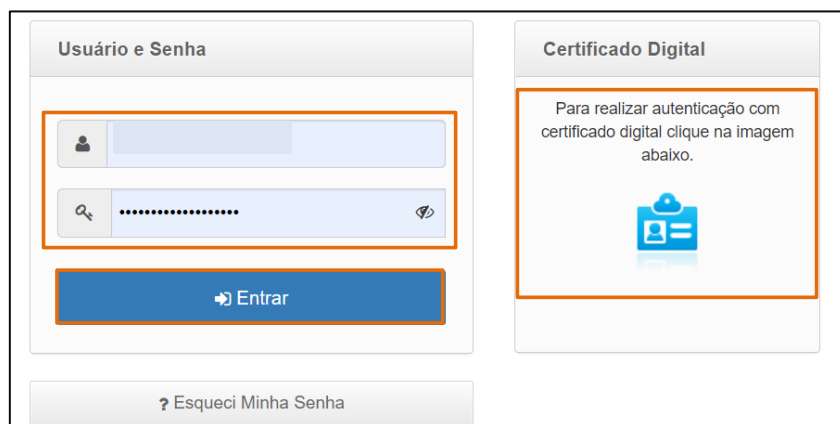 Usuário e Senha
•••••••••••••••••••
Entrar
? Esqueci Minha Senha
Certificado Digital
Para realizar autenticação com
certificado digital clique na imagem
abaixo.